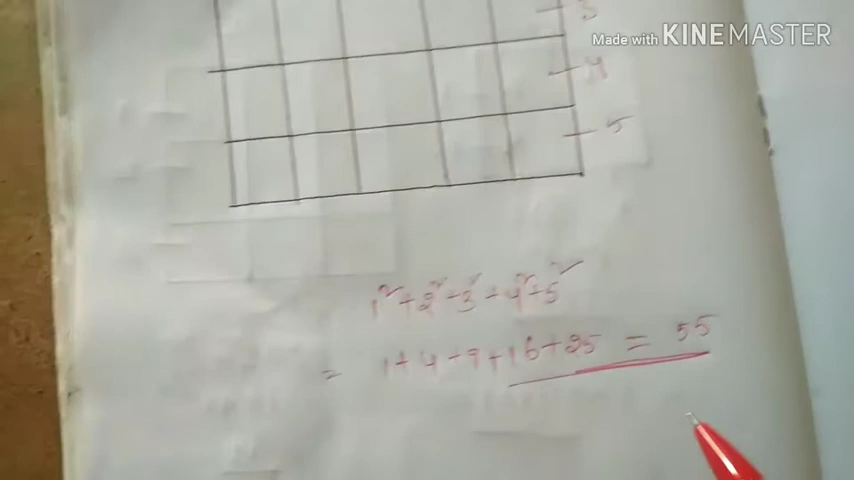 3
Made with KINEMASTER
4
5
1²+2²+3²+4²+5²
= 1+4+9+16+25 = 55